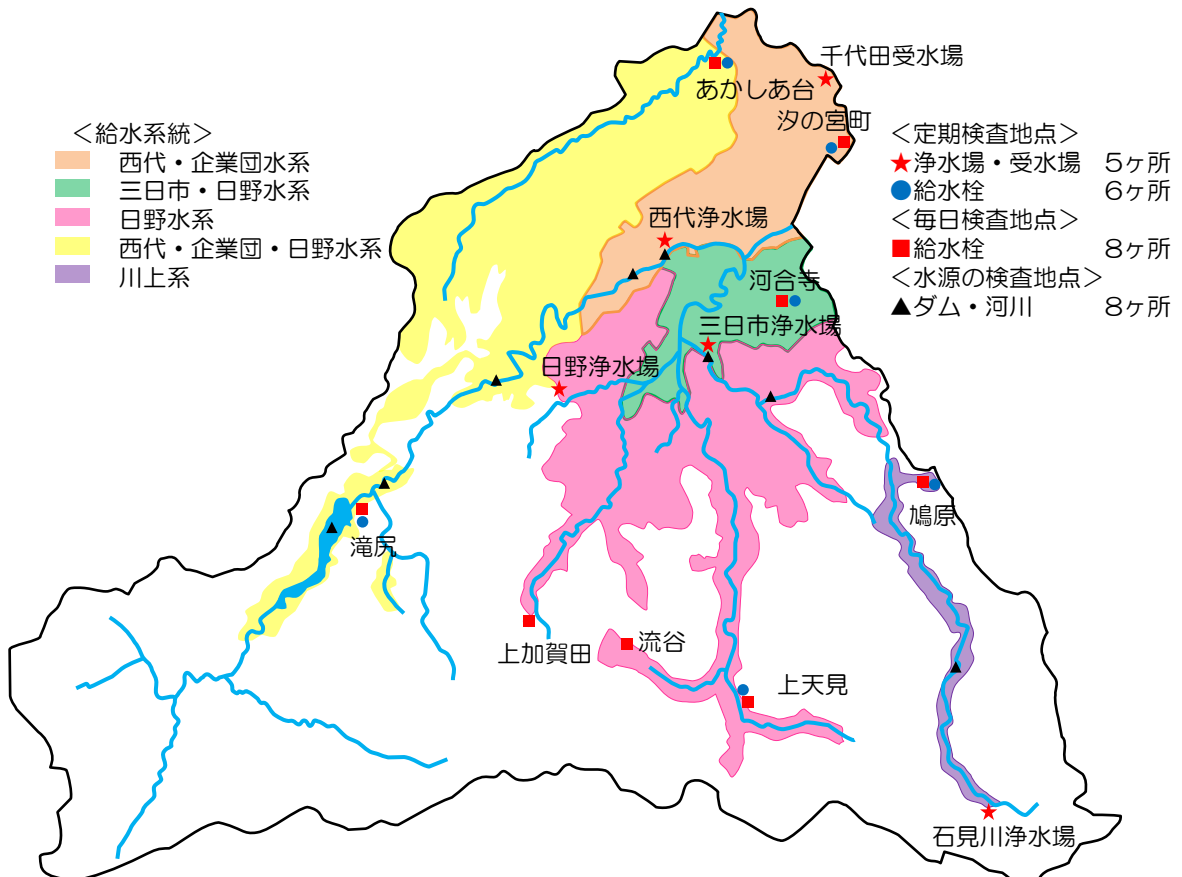 千代田受水場
あかしあ台
汐の宮町
＜給水系統＞
西代・企業団水系
三日市・日野水系
日野水系
西代・企業団・日野水系
川上系
＜定期検査地点＞
★浄水場・受水場　5ヶ所
●給水栓　6ヶ所
＜毎日検査地点＞
■給水栓　8ヶ所
＜水源の検査地点＞
▲ダム・河川　8ヶ所
西代浄水場
河合寺
三日市浄水場
日野浄水場
鳩原
滝尻
上加賀田
流谷
上天見
石見川浄水場